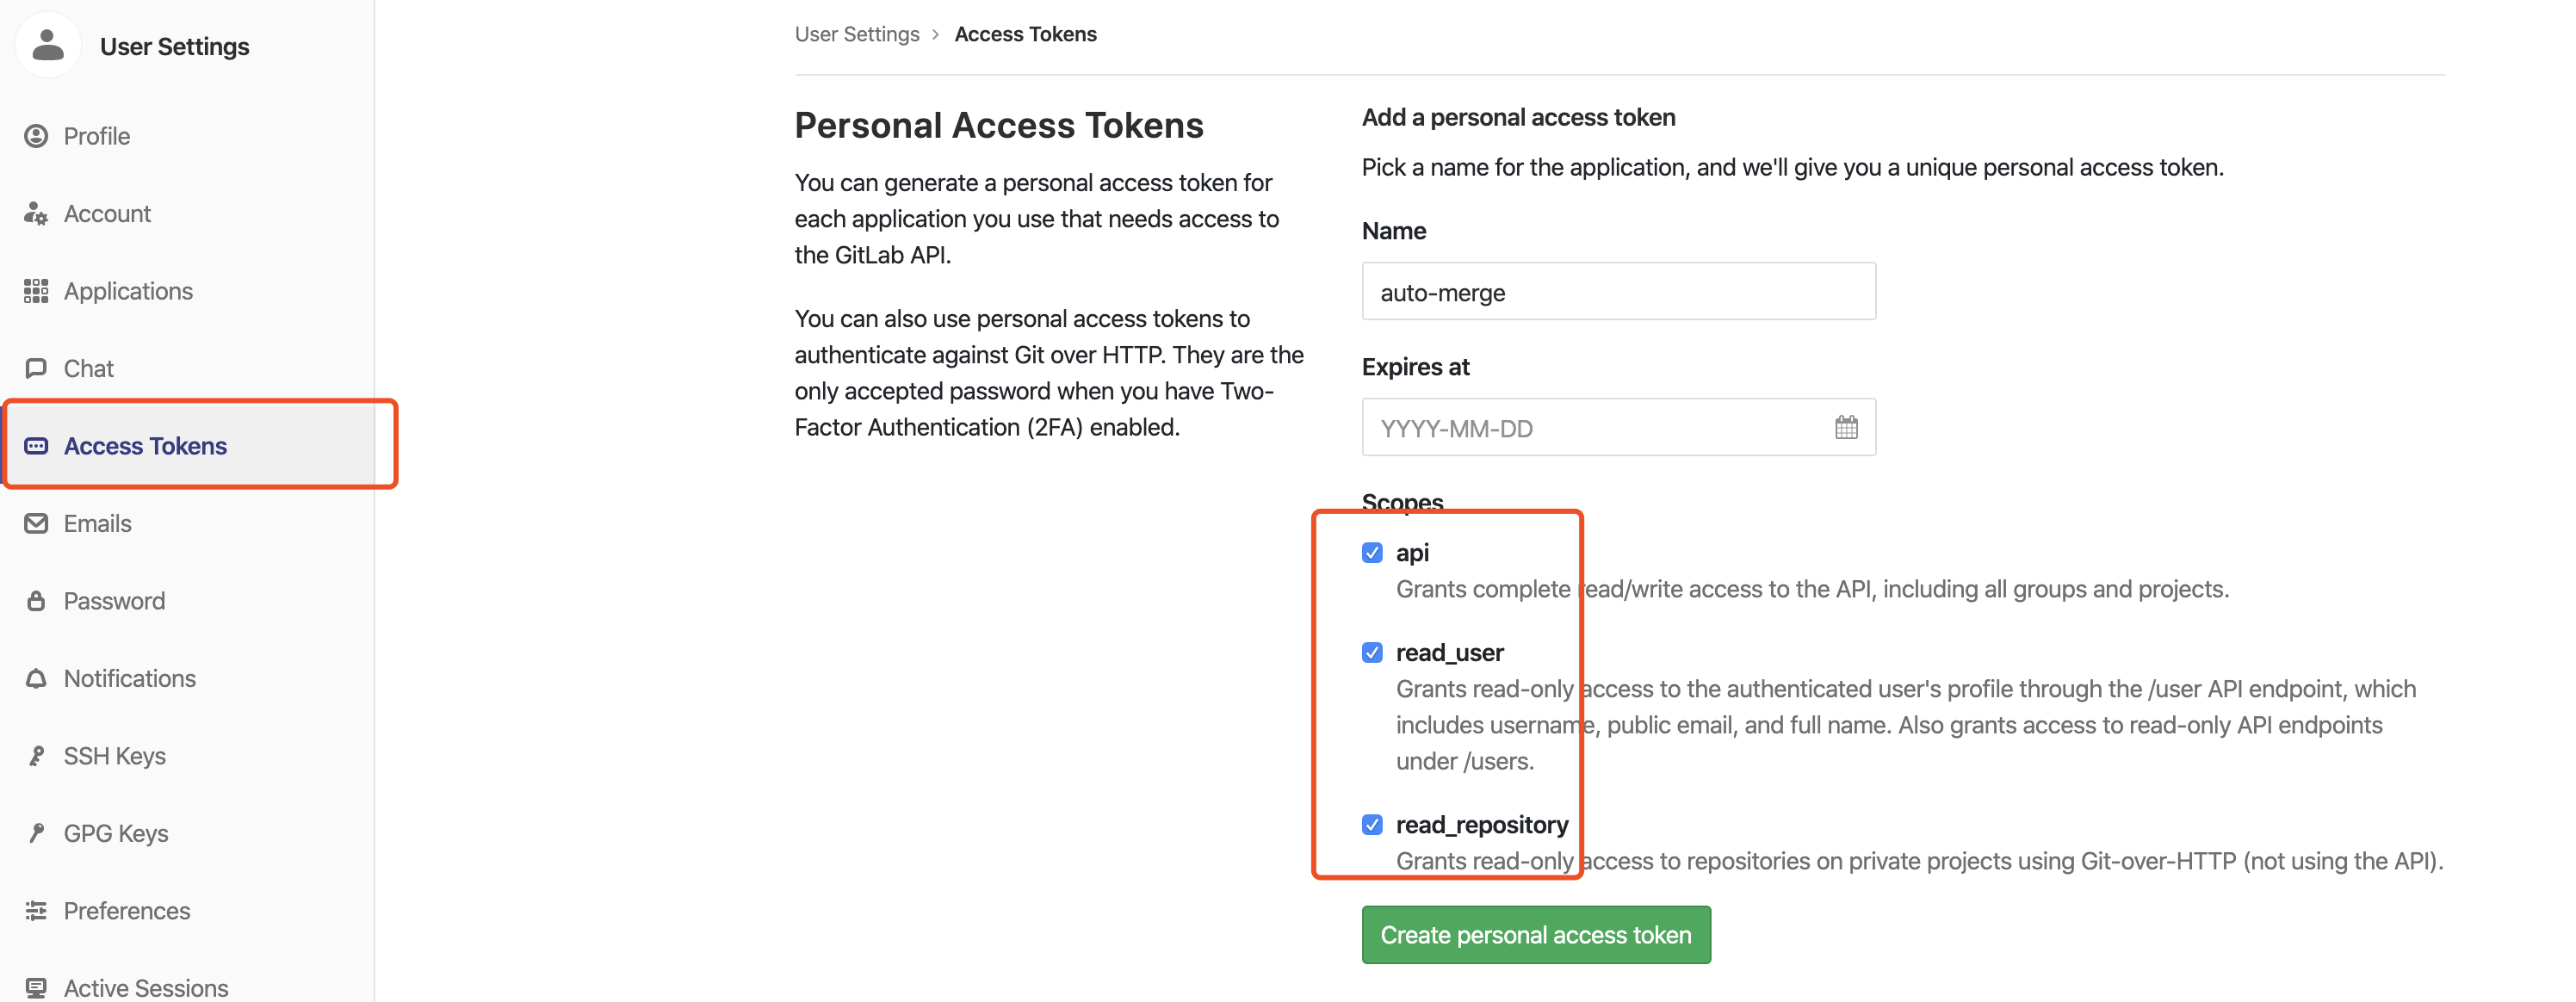 User Settings
Profile
Account
Applications
Chat
Access Tokens
Emails
Password
Notifications
SSH Keys
GPG Keys
Preferences
Active Sessions
User Settings > Access Tokens
Personal Access Tokens
You can generate a personal access token for
each application you use that needs access to
the GitLab API.
You can also use personal access tokens to
authenticate against Git over HTTP. They are the
only accepted password when you have Two-
Factor Authentication (2FA) enabled.
Add a personal access token
Pick a name for the application, and we'll give you a unique personal access token.
Name
auto-merge
Expires at
YYYY-MM-DD
Scopes
api
Grants complete read/write access to the API, including all groups and projects.
read_user
Grants read-only access to the authenticated user's profile through the /user API endpoint, which
includes username, public email, and full name. Also grants access to read-only API endpoints
under /users.
read_repository
Grants read-only access to repositories on private projects using Git-over-HTTP (not using the API).
Create personal access token